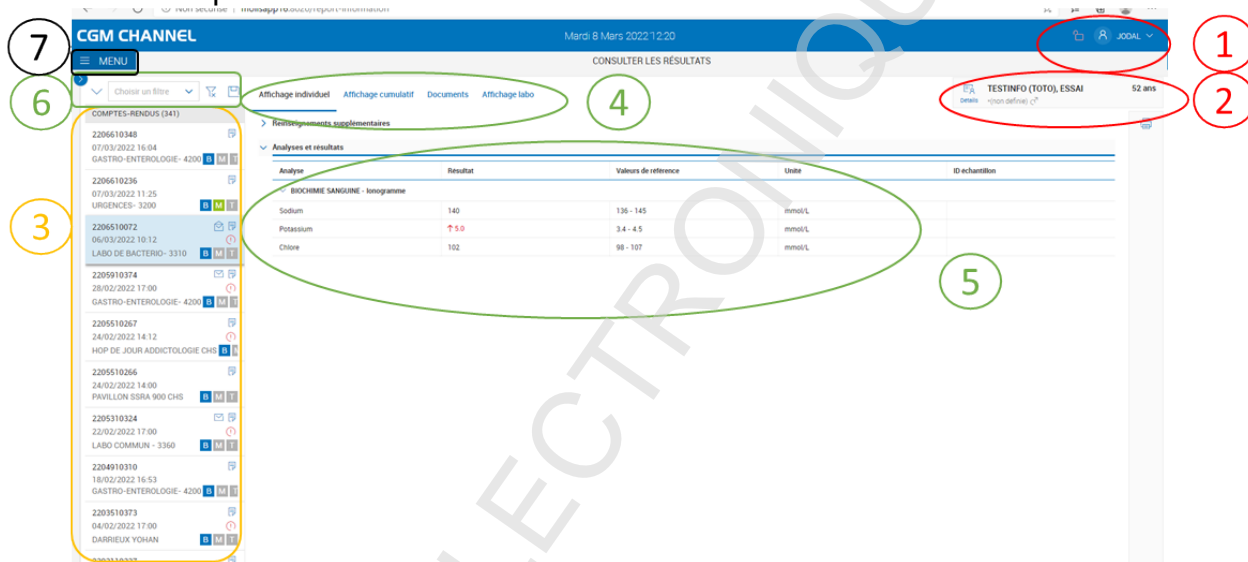 Non sécurisé | molisapp16:8020/report-information
CGM CHANNEL
Mardi 8 Mars 2022 12:20
JODAL
1
7
MENU
CONSULTER LES RÉSULTATS
6
Choisir un filtre
Affichage individuel Affichage cumulatif Documents Affichage labo
4
Détails
TESTINFO (TOTO), ESSAI 52 ans
•(non définie)
2
COMPTES-RENDUS (341)
Renseignements supplémentaires
Analyses et résultats
Analyse Résultat Valeurs de référence Unité ID échantillon
BIOCHIMIE SANGUINE - Ionogramme
Sodium 140 136 - 145 mmol/L
Potassium ↑ 5.0 3.4 - 4.5 mmol/L
Chlore 102 98 - 107 mmol/L
5
3
2206610348
07/03/2022 16:04
GASTRO-ENTEROLOGIE- 4200 B M T
2206610236
07/03/2022 11:25
URGENCES- 3200 B M T
2206510072
06/03/2022 10:12
LABO DE BACTERIO- 3310 B M T
2205910374
28/02/2022 17:00
GASTRO-ENTEROLOGIE- 4200 B M T
2205510267
24/02/2022 14:12
HOP DE JOUR ADDICTOLOGIE CHS B M
2205510266
24/02/2022 14:00
PAVILLON SSRA 900 CHS B M T
2205310324
22/02/2022 17:00
LABO COMMUN - 3360 B M T
2204910310
18/02/2022 16:53
GASTRO-ENTEROLOGIE- 4200 B M T
2203510373
04/02/2022 17:00
DARRIEUX YOHAN B M T
LECTRONIQU